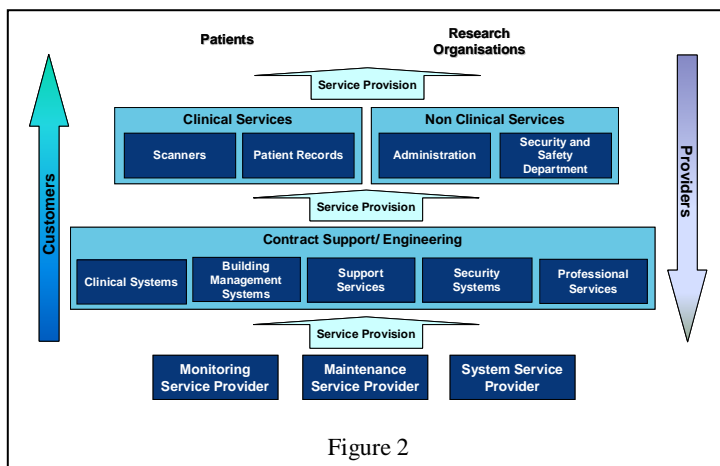 Patients
Research
Organisations
Service Provision
Clinical Services
Non Clinical Services
Scanners
Patient Records
Administration
Security and
Safety
Department
Service Provision
Contract Support/ Engineering
Clinical Systems
Building
Management
Systems
Support
Services
Security
Systems
Professional
Services
Service Provision
Monitoring
Service Provider
Maintenance
Service Provider
System Service
Provider
Customers
Providers
Figure 2